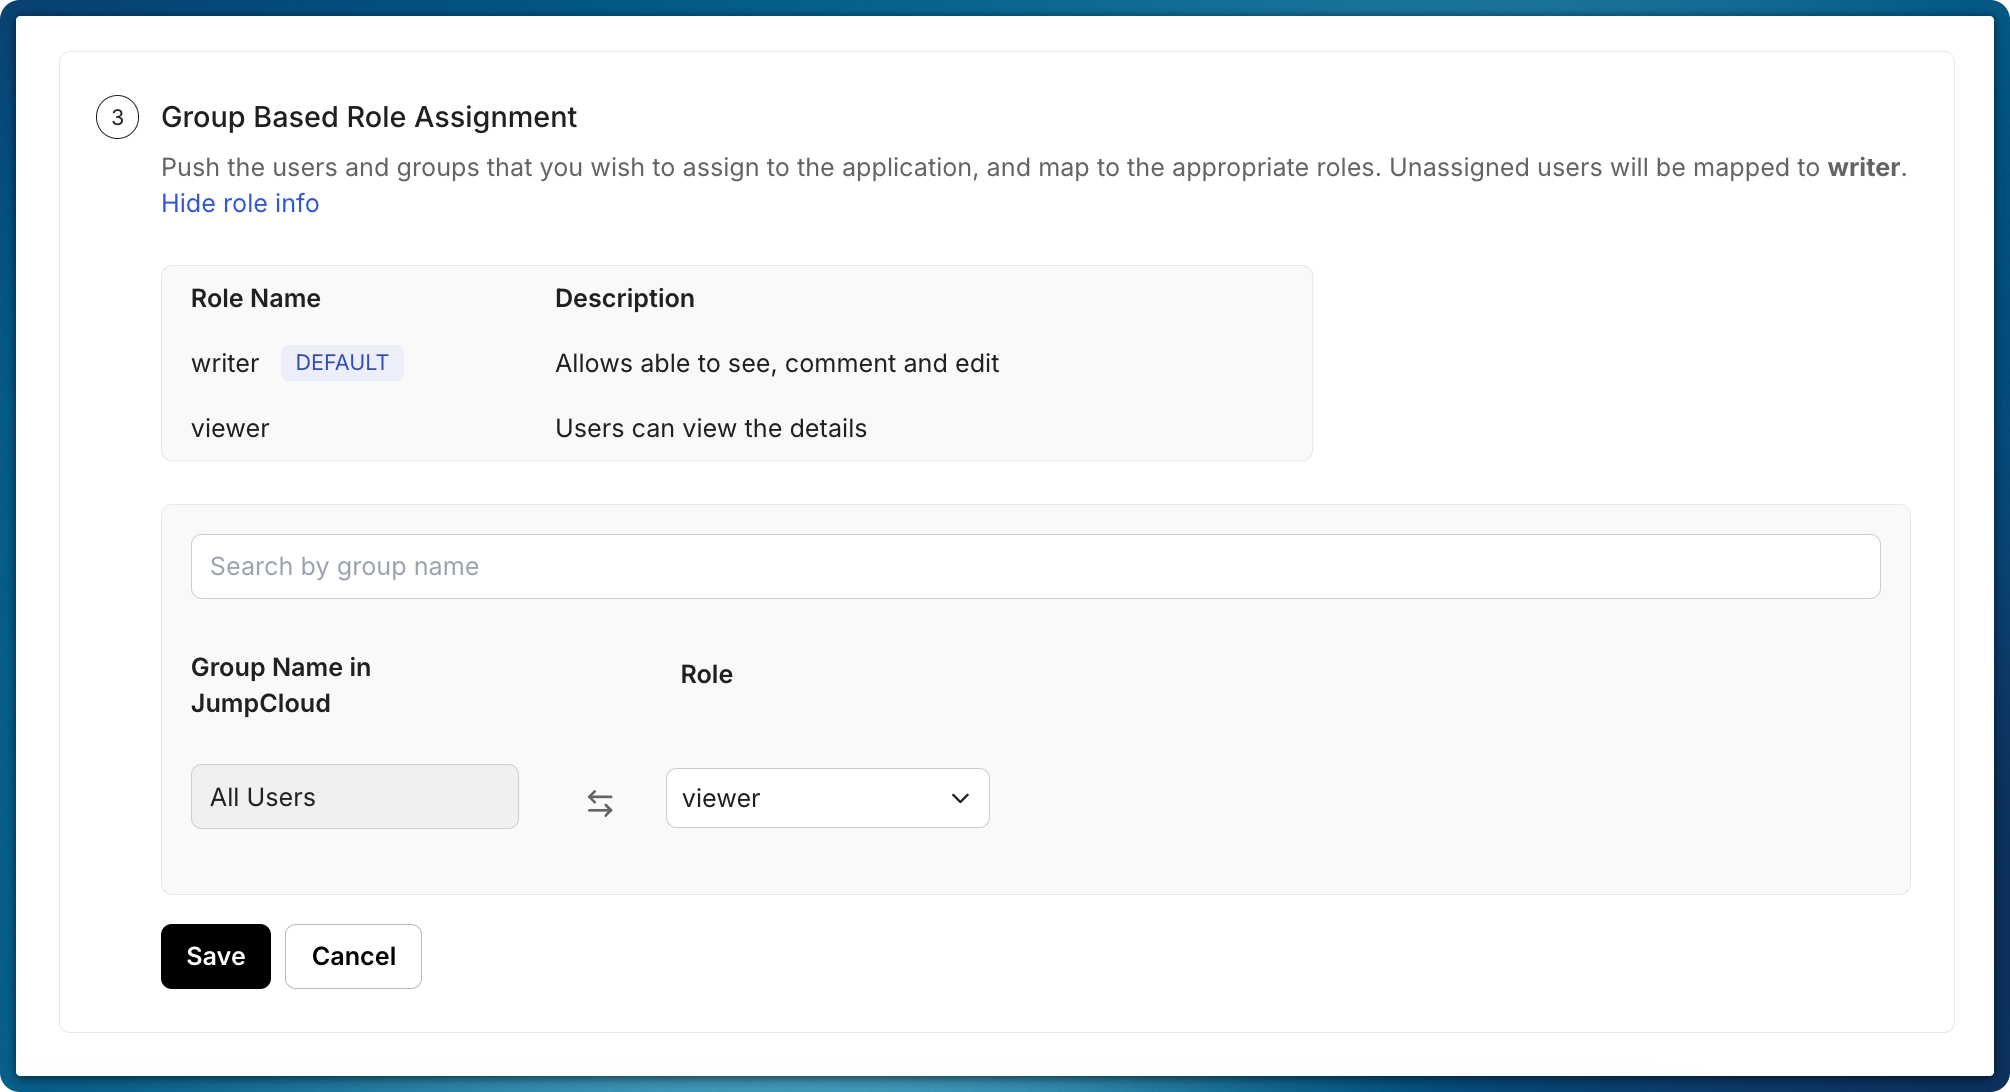 3
Group Based Role Assignment
Push the users and groups that you wish to assign to the application, and map to the appropriate roles. Unassigned users will be mapped to writer.
Hide role info
Role Name Description
writer DEFAULT Allows able to see, comment and edit
viewer Users can view the details
Search by group name
Group Name in
JumpCloud
Role
All Users viewer
Save Cancel